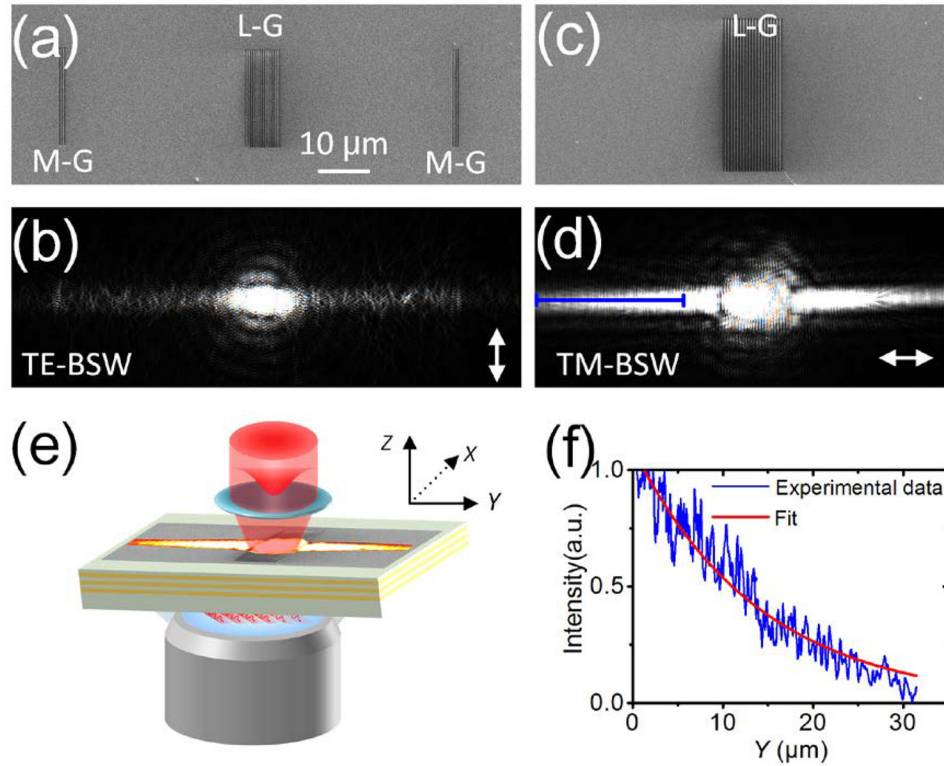 (a)
L-G
M-G
10 μm
M-G
(c)
L-G
(b)
TE-BSW
(d)
TM-BSW
(e)
Z
X
Y
(f)
1.0
0.5
0.0
Intensity(a.u.)
Experimental data
Fit
0 10 20 30
Y (μm)